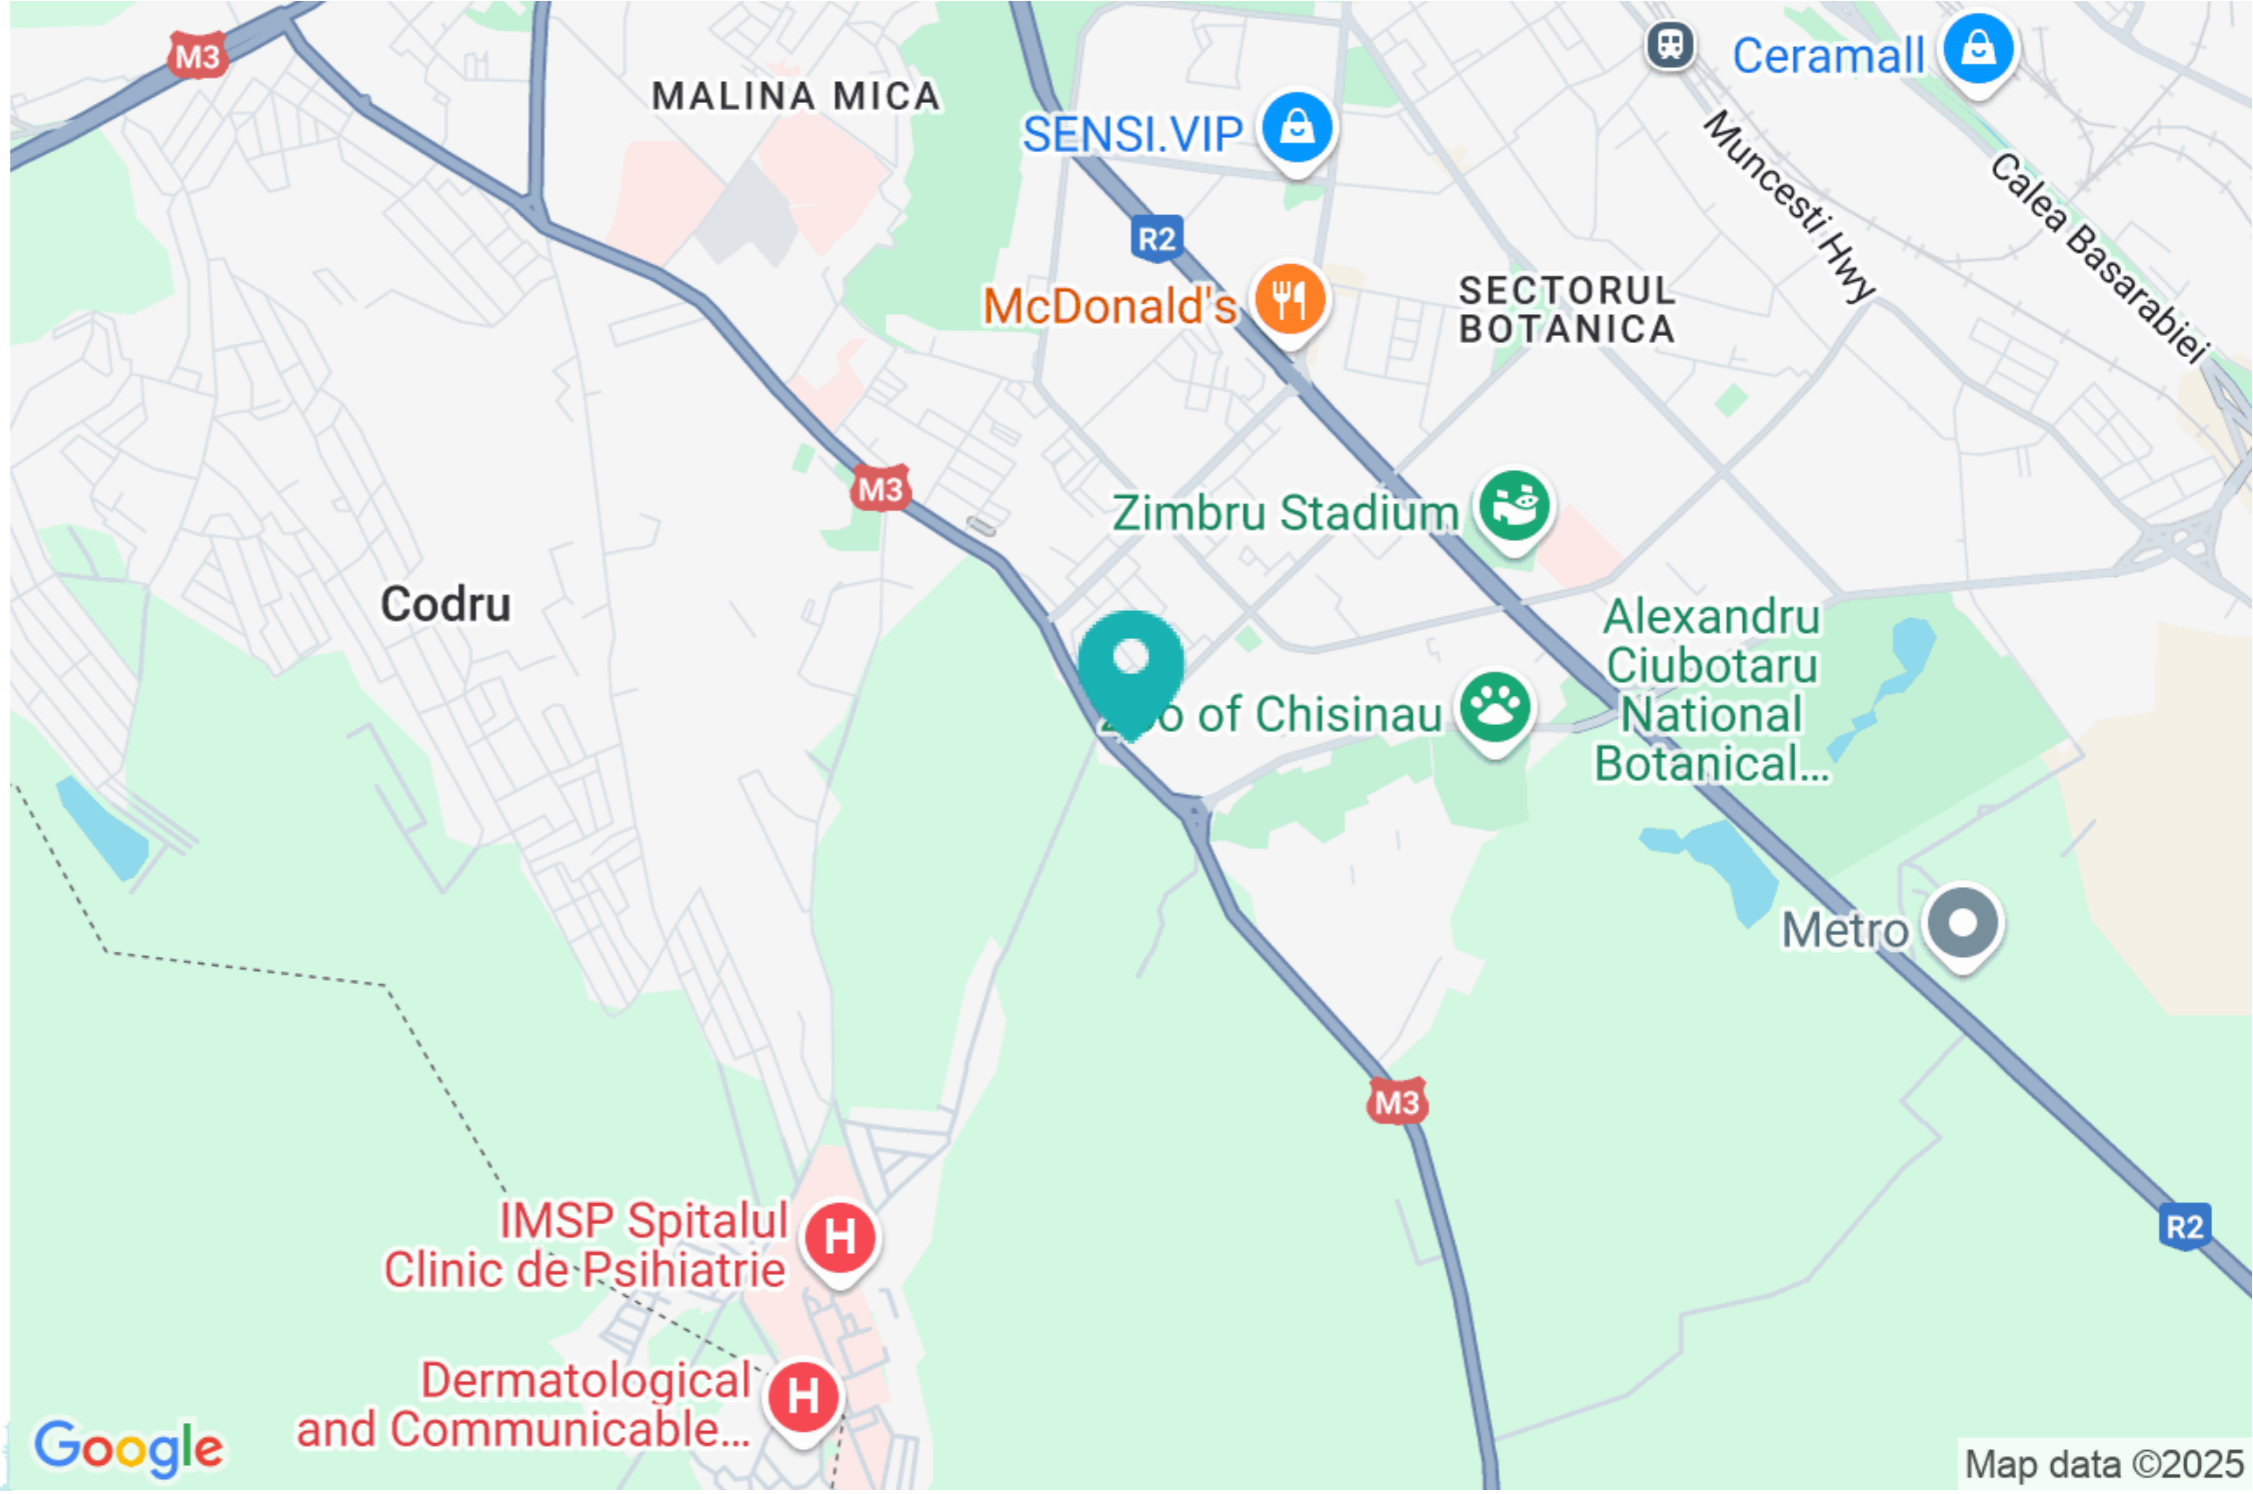 M3
MALINA MICA
Ceramall
SENSI.VIP
Muncesti Hwy
Calea Basarabiei
R2
McDonald's
SECTORUL
BOTANICA
M3
Zimbru Stadium
Codru
Alexandru
Ciubotaru
National
Botanical...
Zoo of Chisinau
Metro
M3
IMSP Spitalul
Clinic de Psihiatrie
R2
Dermatological
and Communicable...
Google
Map data ©2025